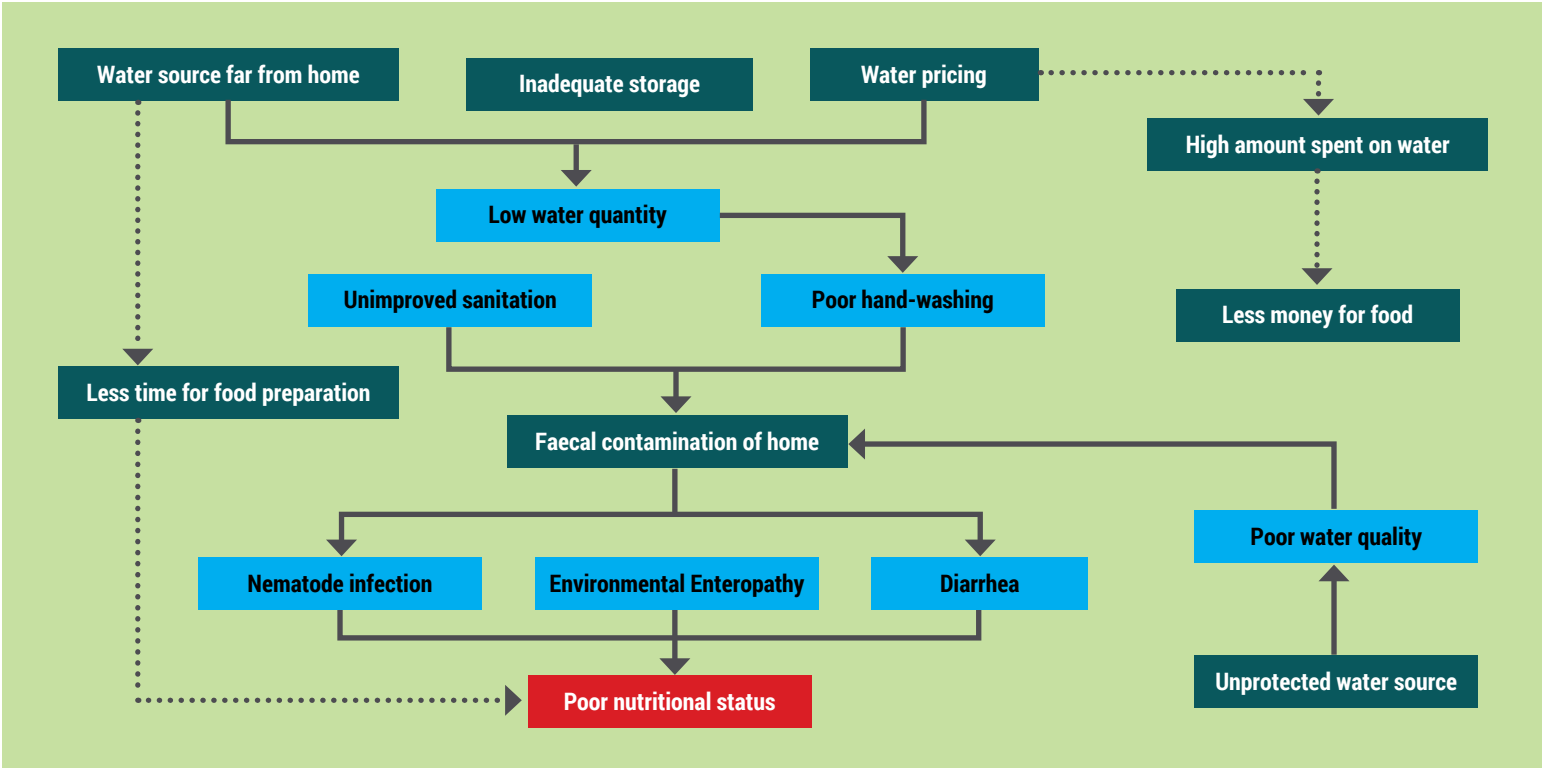 Water source far from home
Inadequate storage
Water pricing
High amount spent on water
Low water quantity
Unimproved sanitation
Poor hand-washing
Less money for food
Less time for food preparation
Faecal contamination of home
Poor water quality
Nematode infection
Environmental Enteropathy
Diarrhea
Unprotected water source
Poor nutritional status